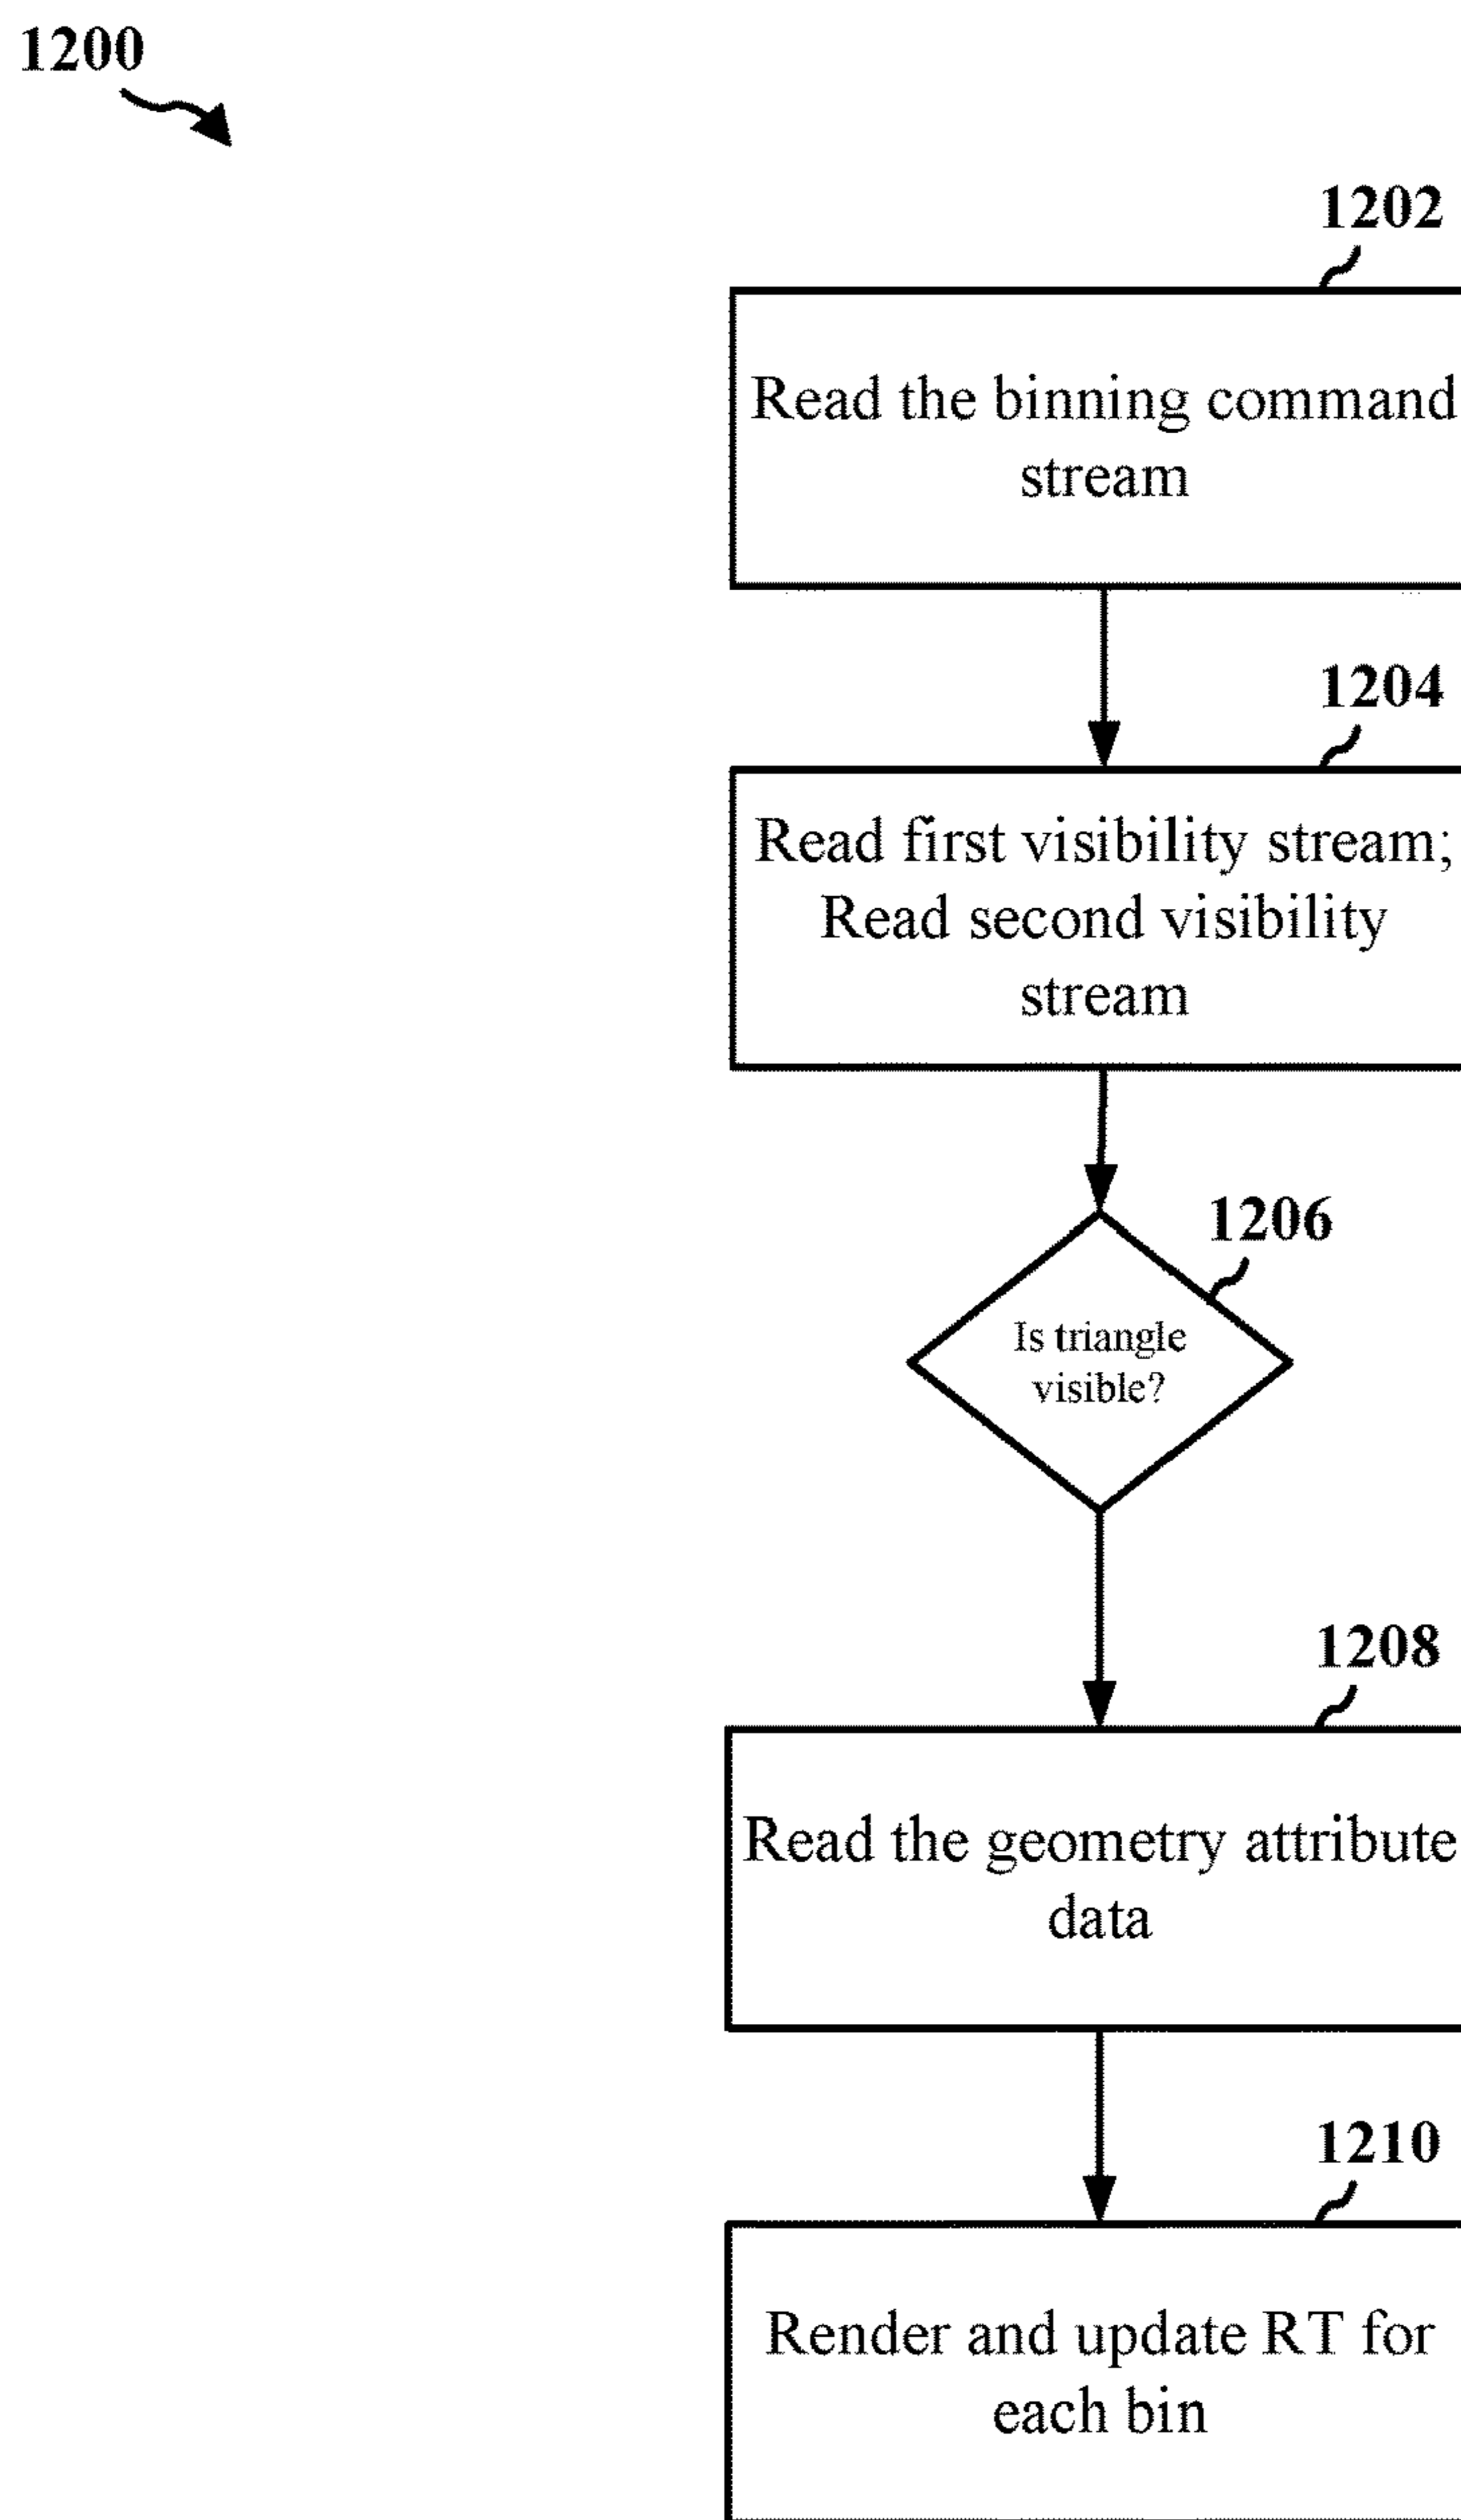 1200
1202
Read the binning command
stream
1204
Read first visibility stream;
Read second visibility
stream
1206
Is triangle
visible?
1208
Read the geometry attribute
data
1210
Render and update RT for
each bin